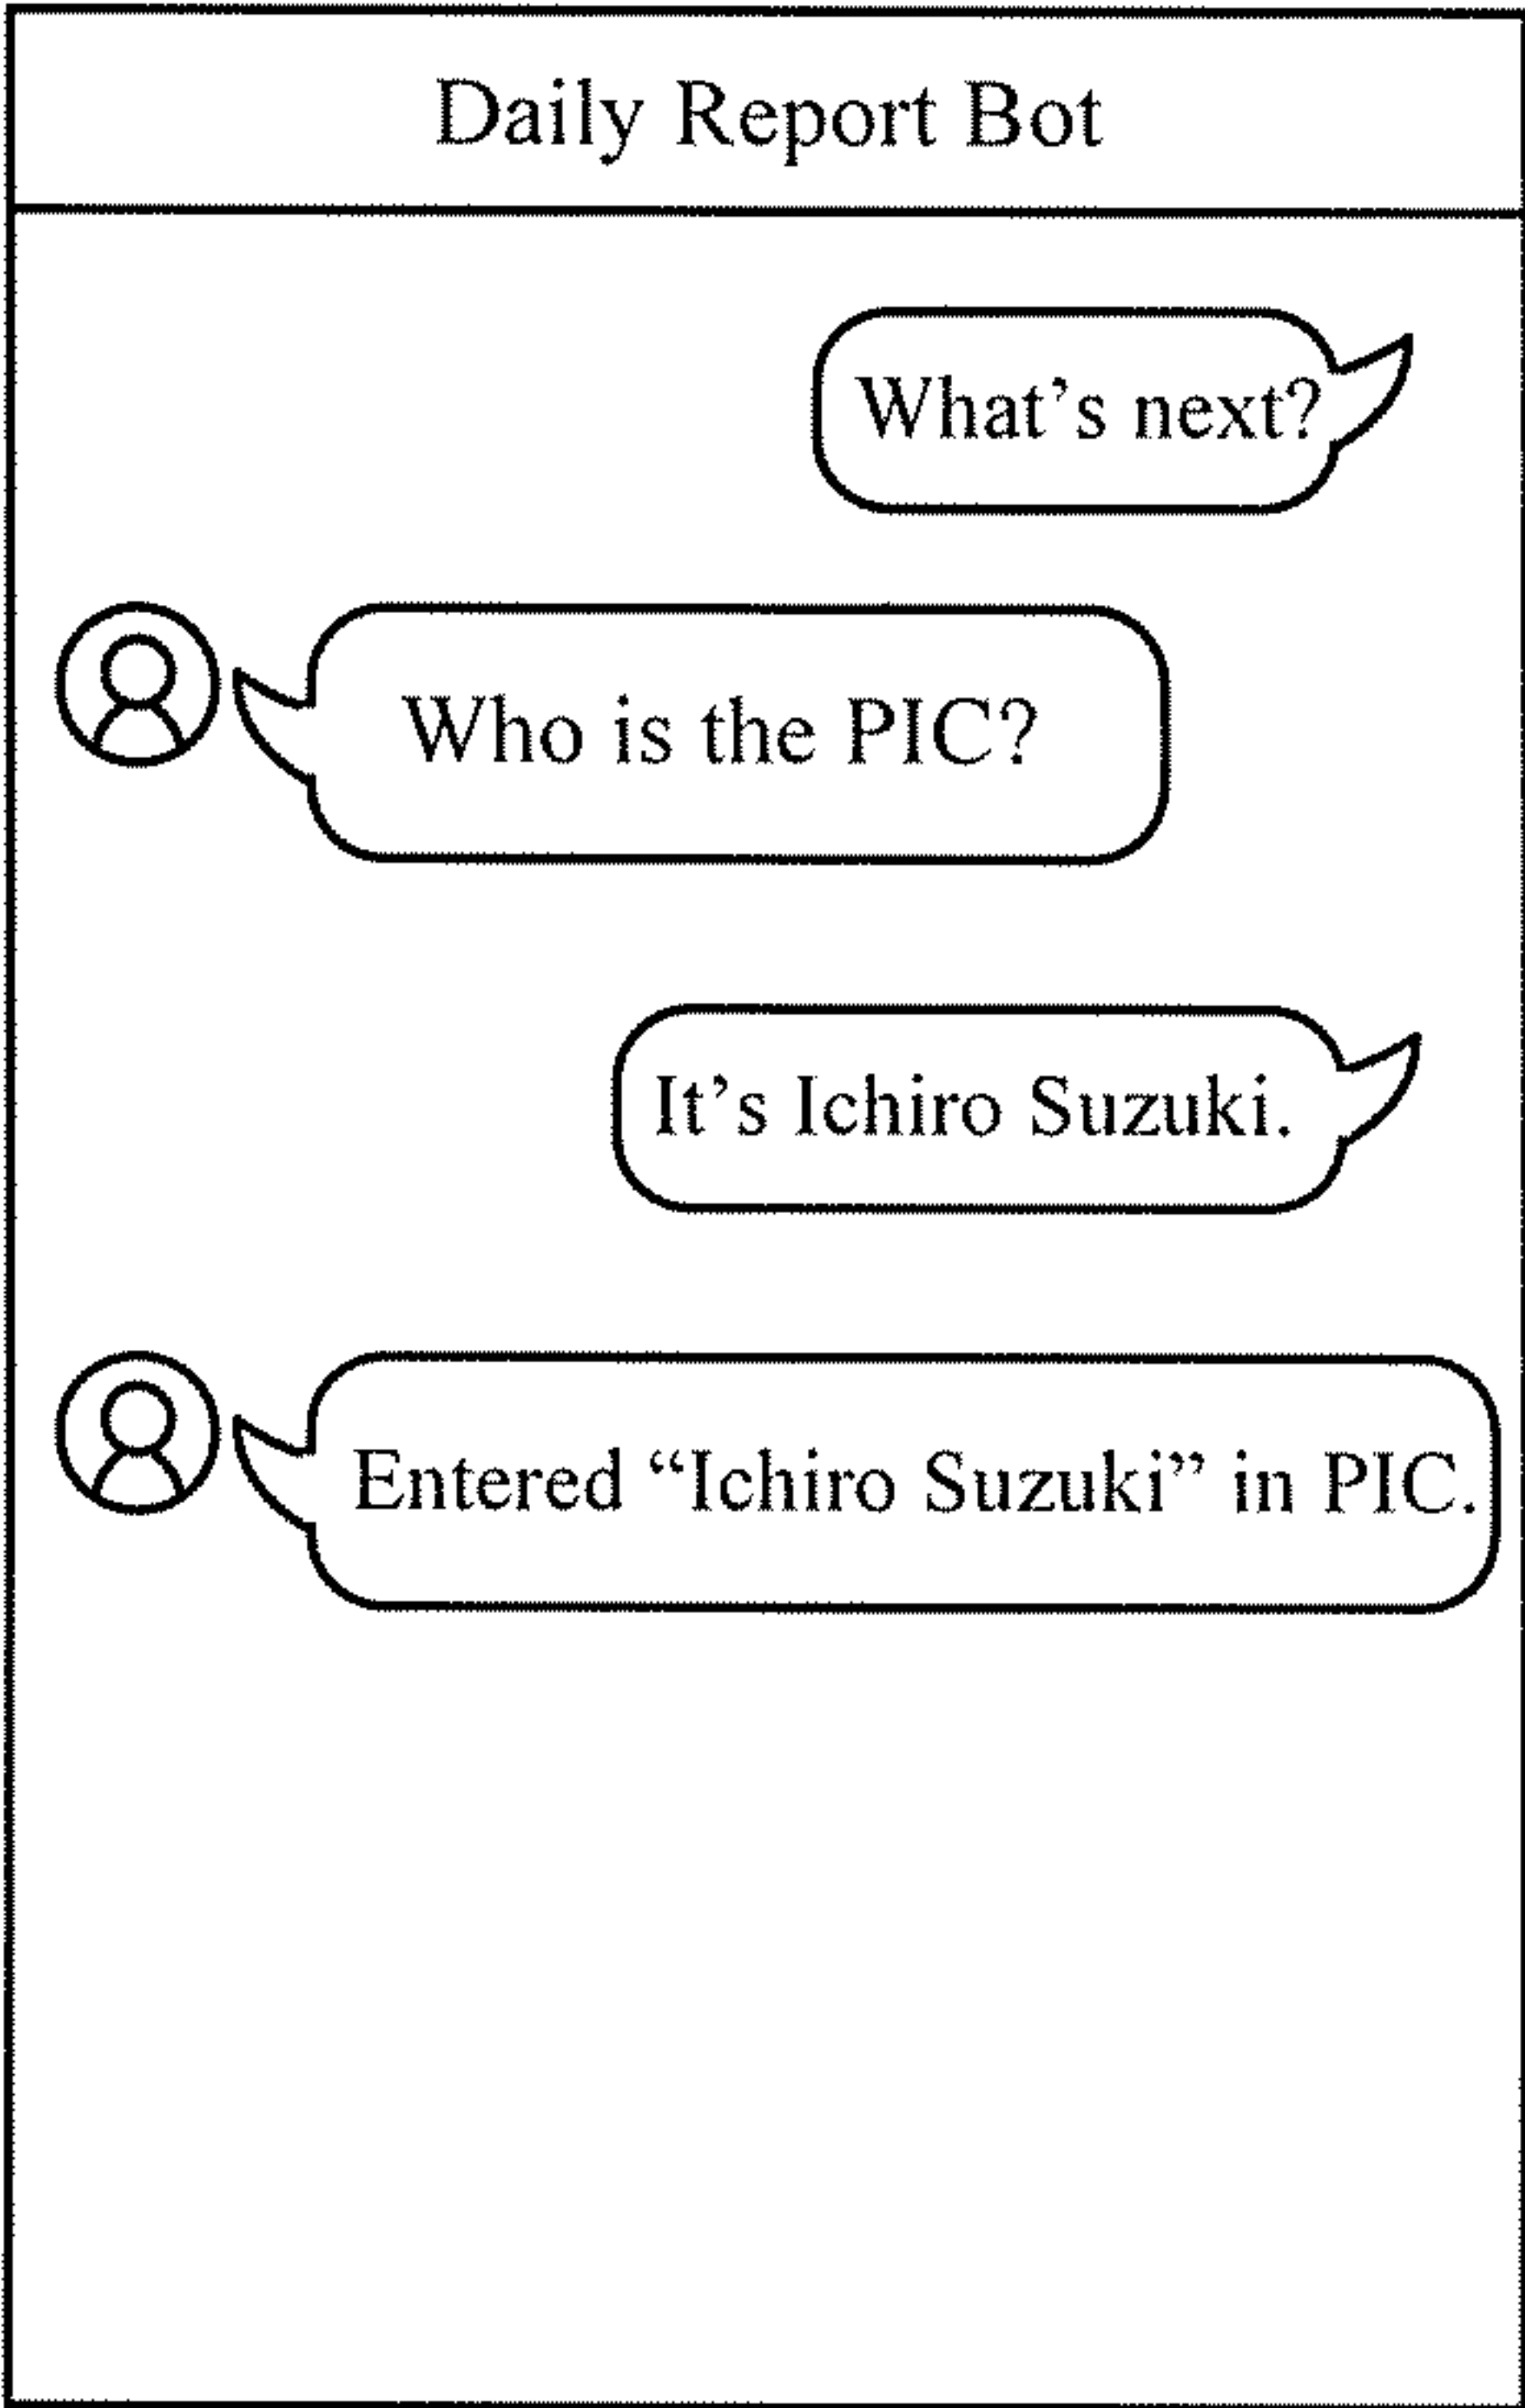 Daily Report Bot
What’s next?
Who is the PIC?
It’s Ichiro Suzuki.
Entered “Ichiro Suzuki” in PIC.